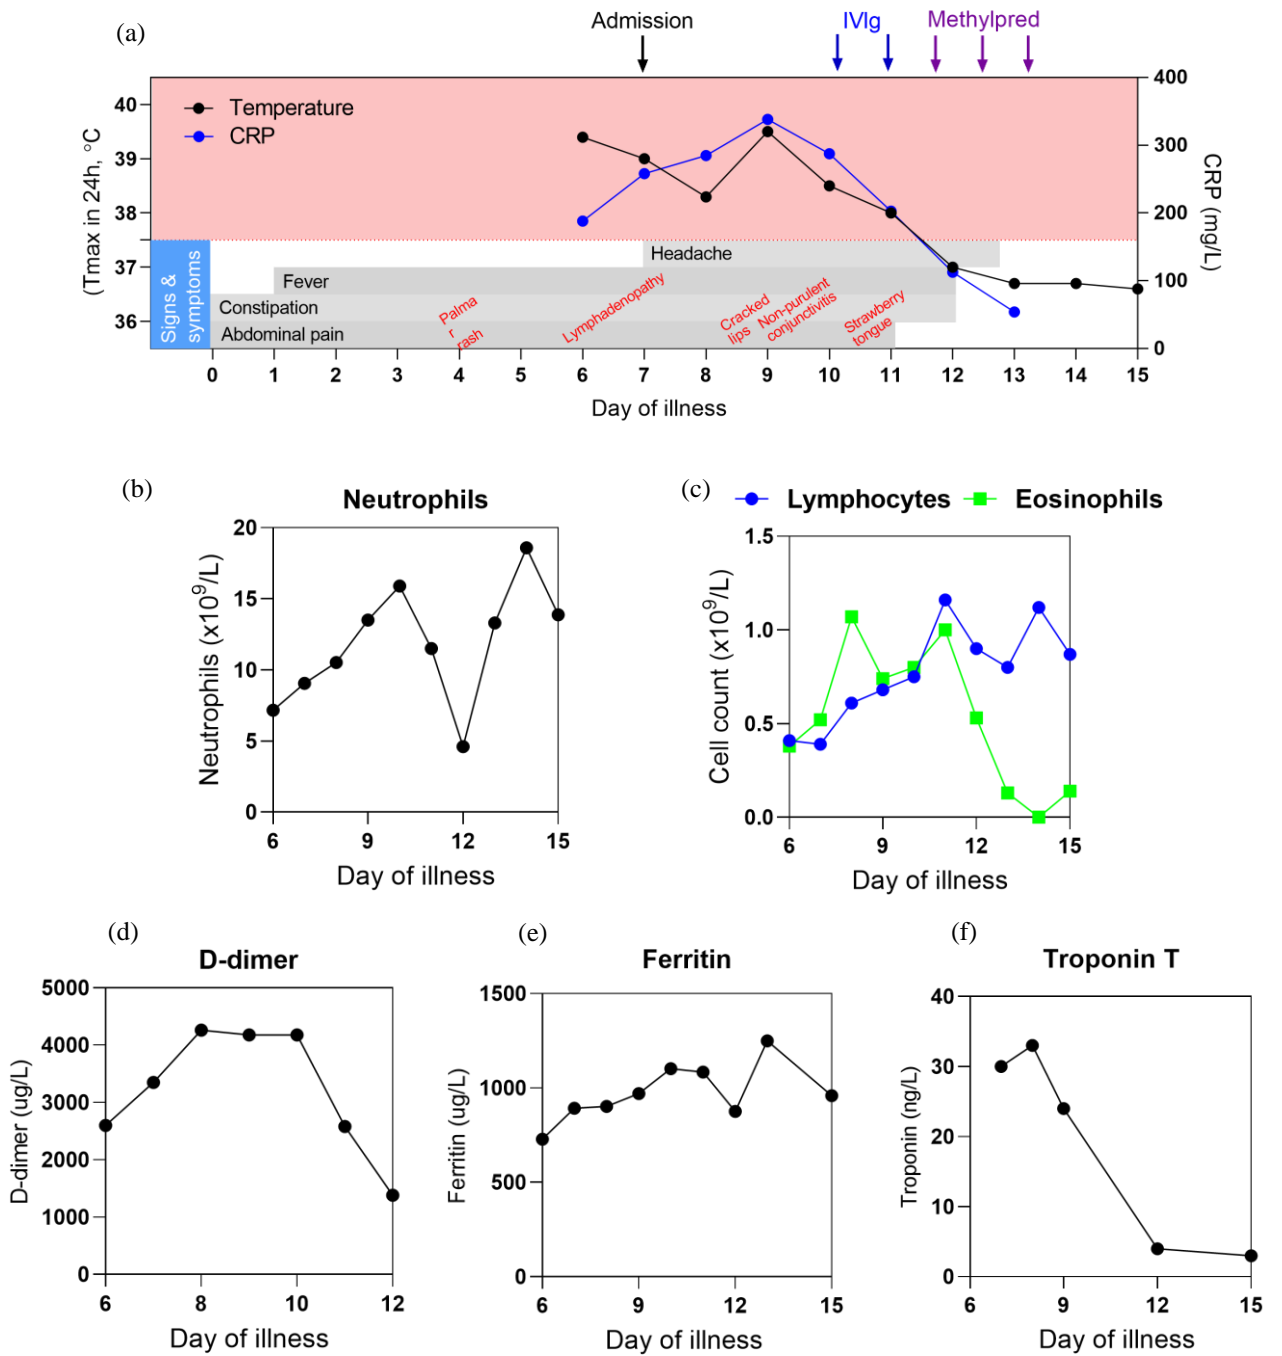 (a)
Admission
IVIg
Methylpred
Temperature
CRP
(Tmax in 24h, °C)
40
39
38
37
36
400
300
200
100
0
CRP (mg/L)
Signs &
symptoms
Headache
Fever
Constipation
Abdominal pain
Palma
r
rash
Lymphadenopathy
Cracked
lips
Non-purulent
conjunctivitis
Strawberry
tongue
0 1 2 3 4 5 6 7 8 9 10 11 12 13 14 15
Day of illness
(b)
Neutrophils
Neutrophils (x10⁹/L)
20
15
10
5
0
6 9 12 15
Day of illness
(c)
Lymphocytes
Eosinophils
Cell count (x10⁹/L)
1.5
1.0
0.5
0.0
6 9 12 15
Day of illness
(d)
D-dimer
D-dimer (ug/L)
5000
4000
3000
2000
1000
0
6 8 10 12
Day of illness
(e)
Ferritin
Ferritin (ug/L)
1500
1000
500
0
6 9 12 15
Day of illness
(f)
Troponin T
Troponin (ng/L)
40
30
20
10
0
6 9 12 15
Day of illness